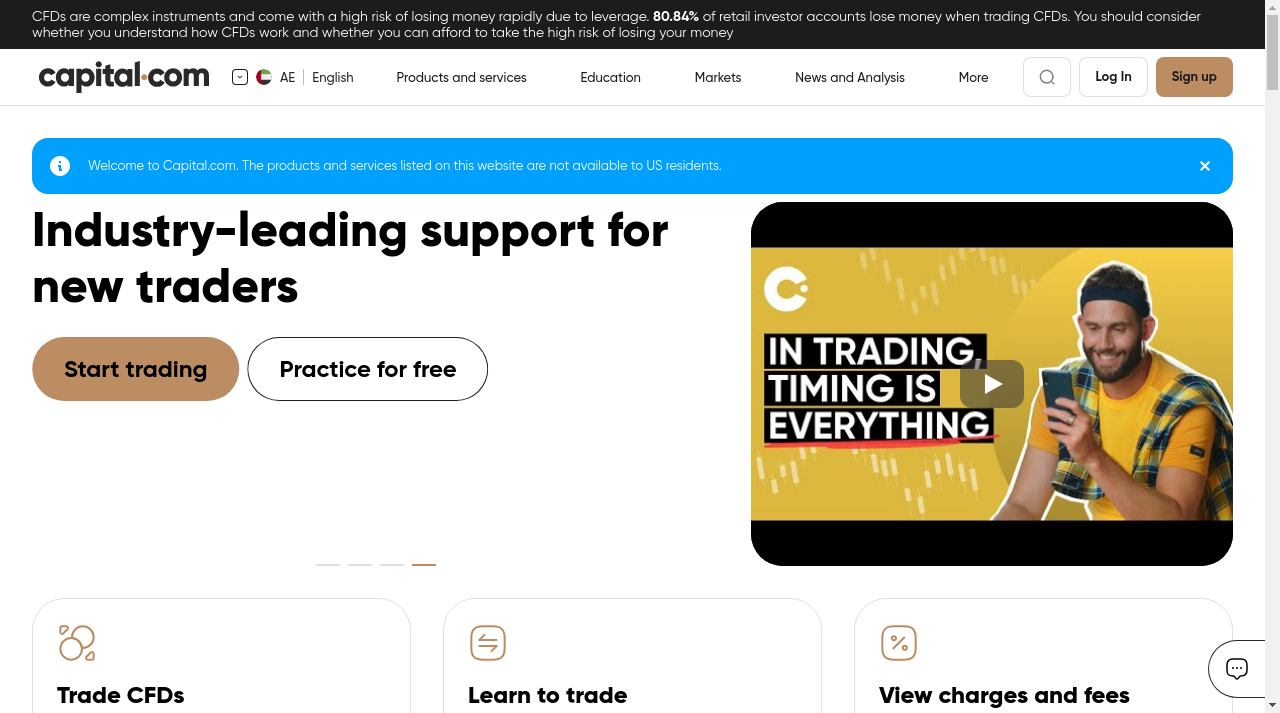 CFDs are complex instruments and come with a high risk of losing money rapidly due to leverage. 80.84% of retail investor accounts lose money when trading CFDs. You should consider
whether you understand how CFDs work and whether you can afford to take the high risk of losing your money
capital.com
AE
English
Products and services
Education
Markets
News and Analysis
More
Log In
Sign up
Welcome to Capital.com. The products and services listed on this website are not available to US residents.
Industry-leading support for
new traders
Start trading
Practice for free
IN TRADING,
TIMING IS
EVERYTHING
Trade CFDs
Learn to trade
View charges and fees